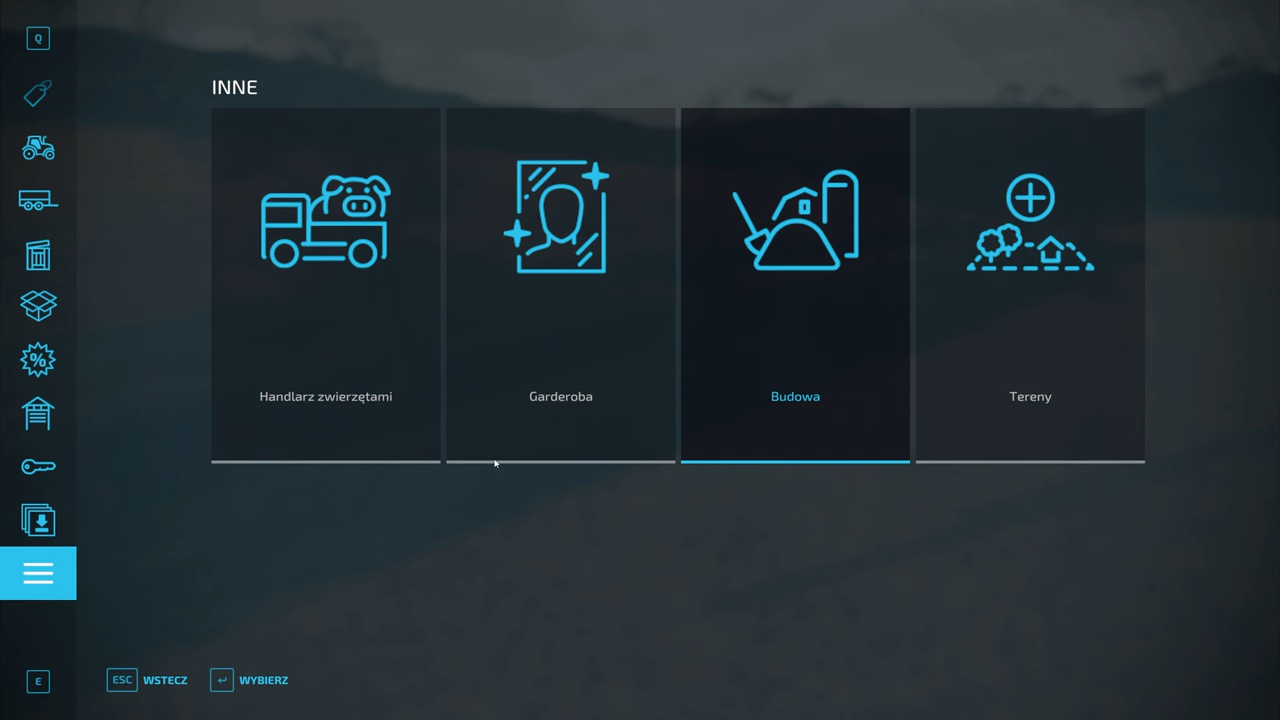 Q
INNE
%
Handlarz zwierzętami
Garderoba
Budowa
Tereny
E
ESC WSTECZ
↩ WYBIERZ